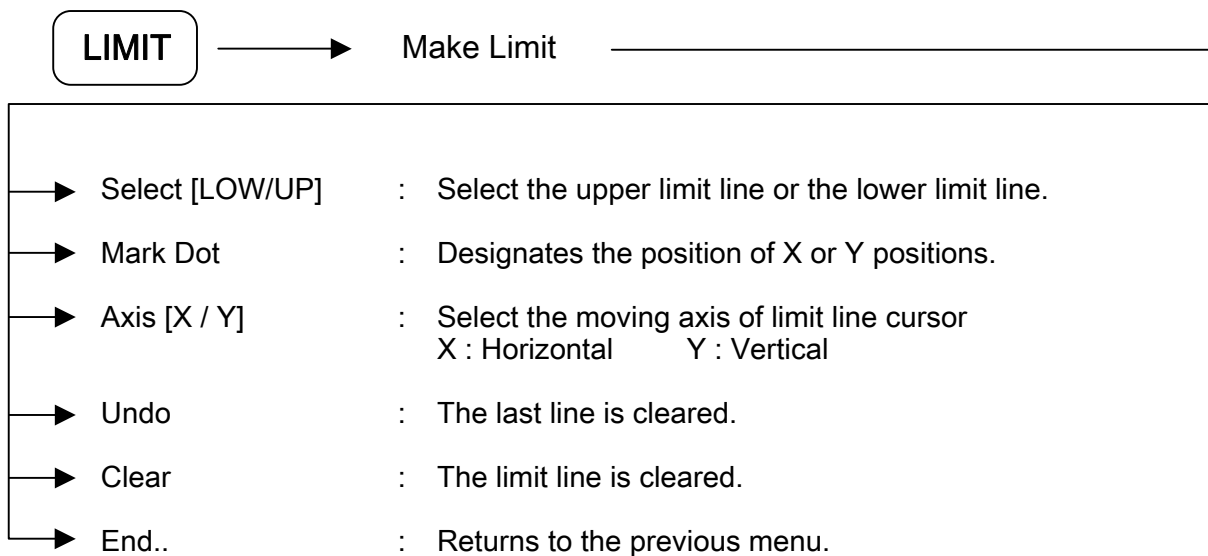 LIMIT Make Limit
Select [LOW/UP] : Select the upper limit line or the lower limit line.
Mark Dot : Designates the position of X or Y positions.
Axis [X / Y] : Select the moving axis of limit line cursor
X : Horizontal Y : Vertical
Undo : The last line is cleared.
Clear : The limit line is cleared.
End.. : Returns to the previous menu.